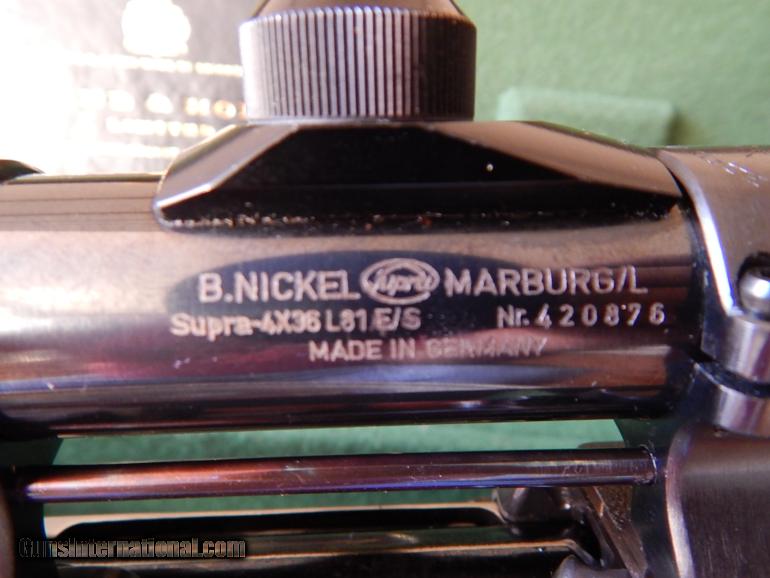 B.NICKEL Supra MARBURG/L
Supra-4X36 L81 E/S Nr. 420876
MADE IN GERMANY
GunsInternational.com